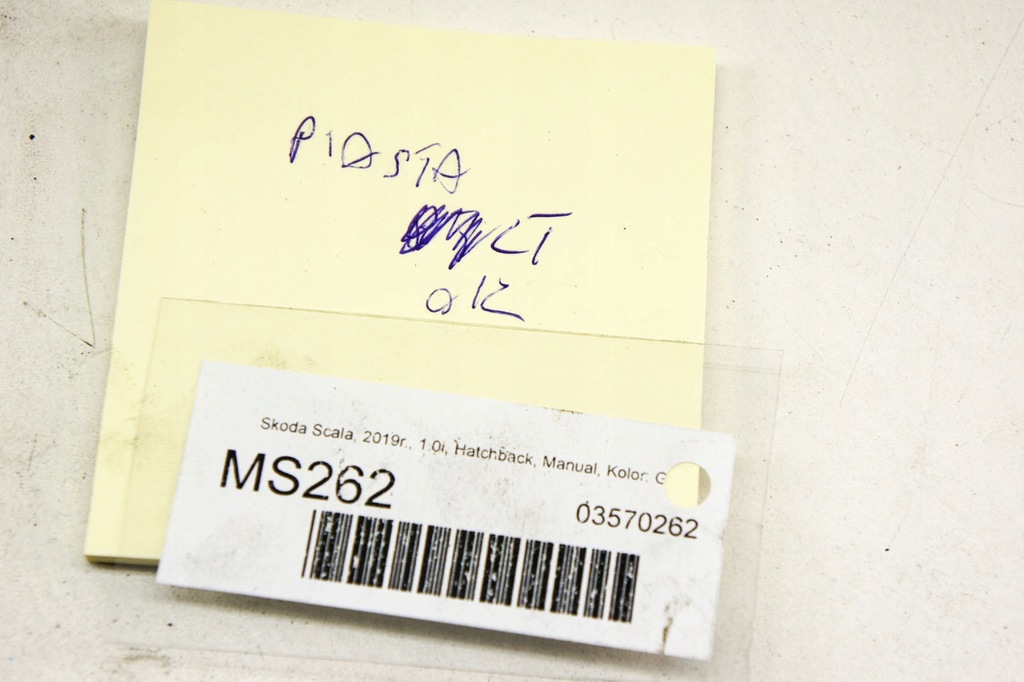 PIASTA
LT
OK
Skoda Scala, 2019r., 1.0i, Hatchback, Manual, Kolor: G
MS262
03570262